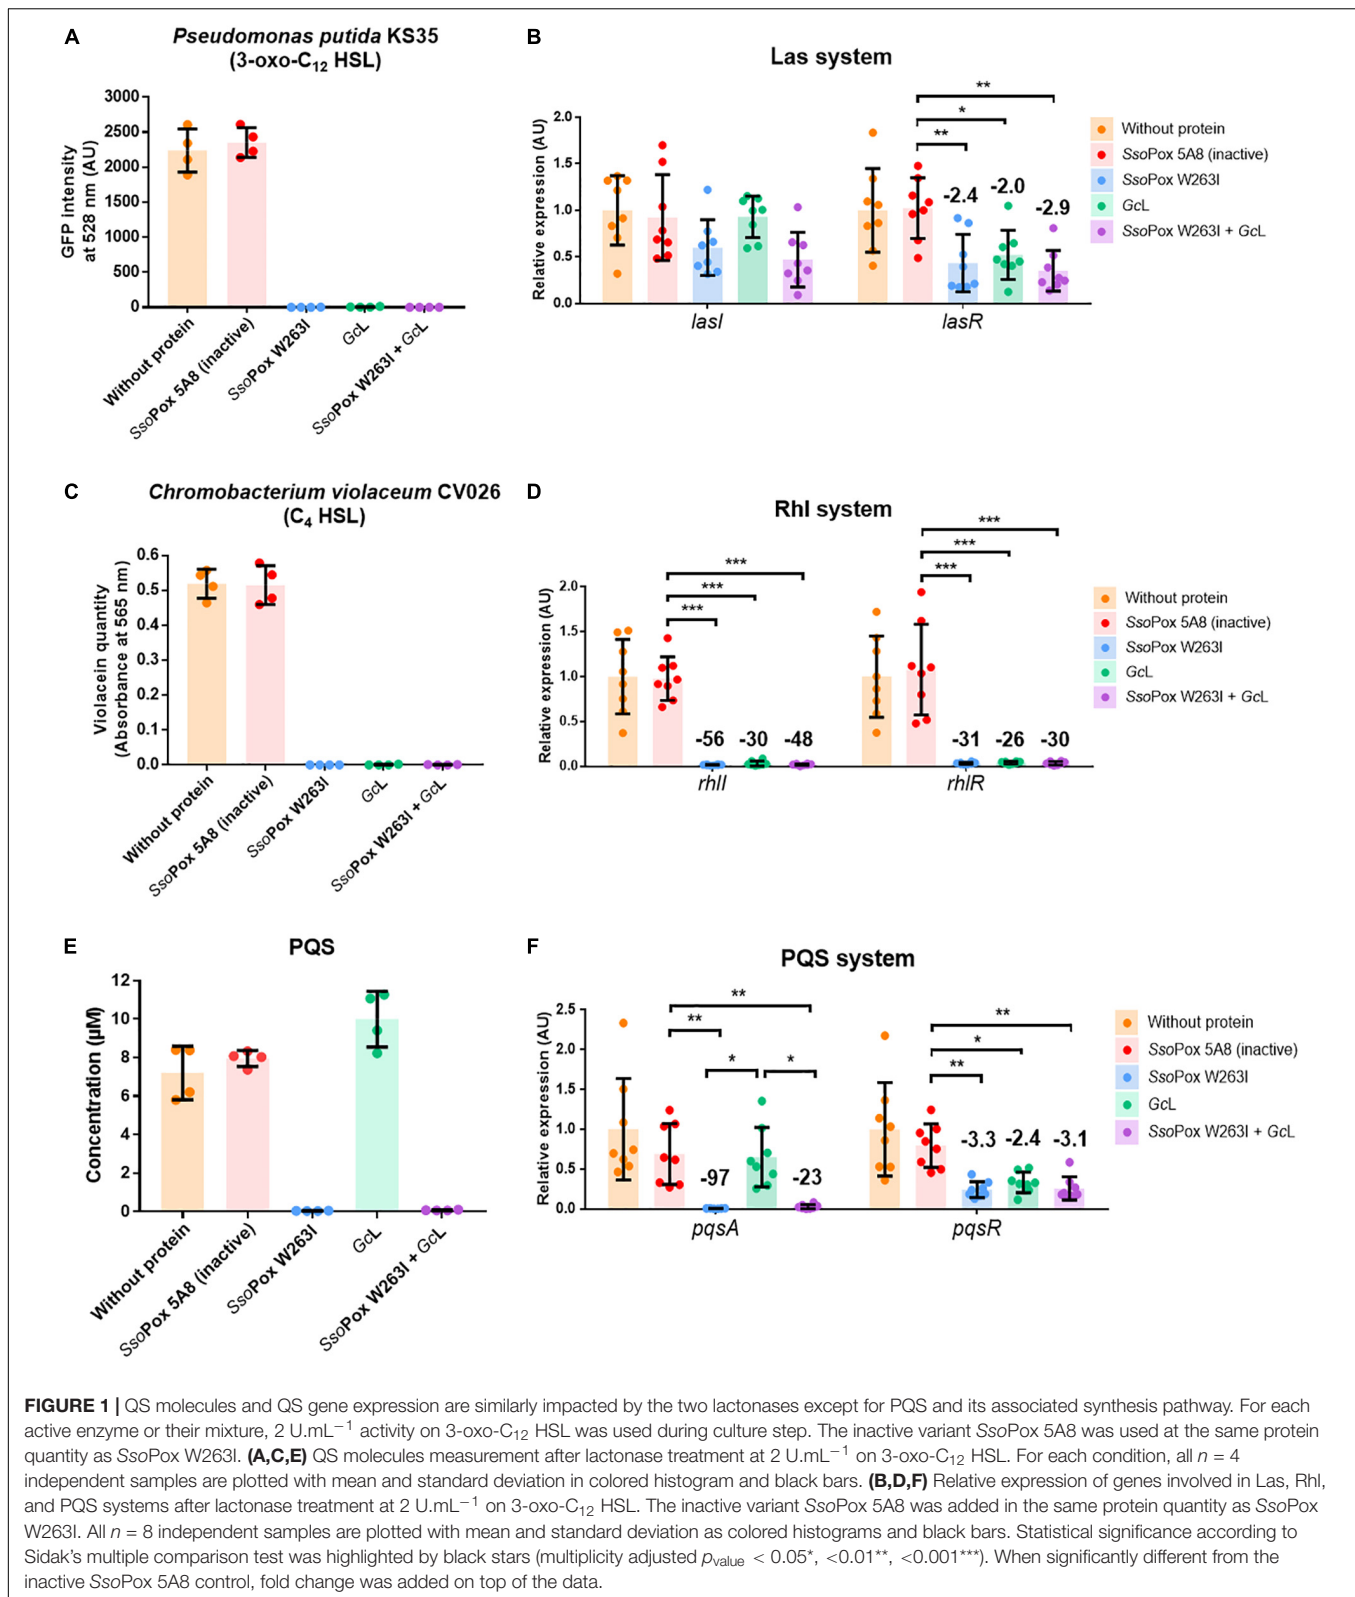 A
Pseudomonas putida KS35
(3-oxo-C12 HSL)
GFP intensity
at 528 nm (AU)
3000
2500
2000
1500
1000
500
0
Without protein
SsoPox 5A8 (inactive)
SsoPox W263I
GcL
SsoPox W263I + GcL
B
Las system
Relative expression (AU)
2.0
1.5
1.0
0.5
0.0
**
*
**
-2.4
-2.0
-2.9
lasI
lasR
Without protein
SsoPox 5A8 (inactive)
SsoPox W263I
GcL
SsoPox W263I + GcL
C
Chromobacterium violaceum CV026
(C4 HSL)
Violacein quantity
(Absorbance at 565 nm)
0.6
0.5
0.4
0.3
0.2
0.1
0.0
Without protein
SsoPox 5A8 (inactive)
SsoPox W263I
GcL
SsoPox W263I + GcL
D
Rhl system
Relative expression (AU)
2.0
1.5
1.0
0.5
0.0
***
***
***
***
***
***
-56
-30
-48
-31
-26
-30
rhlI
rhlR
Without protein
SsoPox 5A8 (inactive)
SsoPox W263I
GcL
SsoPox W263I + GcL
E
PQS
Concentration (µM)
12
10
8
6
4
2
0
Without protein
SsoPox 5A8 (inactive)
SsoPox W263I
GcL
SsoPox W263I + GcL
F
PQS system
Relative expression (AU)
2.5
2.0
1.5
1.0
0.5
0.0
**
**
*
*
**
*
**
-97
-23
-3.3
-2.4
-3.1
pqsA
pqsR
Without protein
SsoPox 5A8 (inactive)
SsoPox W263I
GcL
SsoPox W263I + GcL
FIGURE 1 | QS molecules and QS gene expression are similarly impacted by the two lactonases except for PQS and its associated synthesis pathway. For each
active enzyme or their mixture, 2 U.mL−1 activity on 3-oxo-C12 HSL was used during culture step. The inactive variant SsoPox 5A8 was used at the same protein
quantity as SsoPox W263I. (A,C,E) QS molecules measurement after lactonase treatment at 2 U.mL−1 on 3-oxo-C12 HSL. For each condition, all n = 4
independent samples are plotted with mean and standard deviation in colored histogram and black bars. (B,D,F) Relative expression of genes involved in Las, Rhl,
and PQS systems after lactonase treatment at 2 U.mL−1 on 3-oxo-C12 HSL. The inactive variant SsoPox 5A8 was added in the same protein quantity as SsoPox
W263I. All n = 8 independent samples are plotted with mean and standard deviation as colored histograms and black bars. Statistical significance according to
Sidak's multiple comparison test was highlighted by black stars (multiplicity adjusted pvalue < 0.05*, <0.01**, <0.001***). When significantly different from the
inactive SsoPox 5A8 control, fold change was added on top of the data.